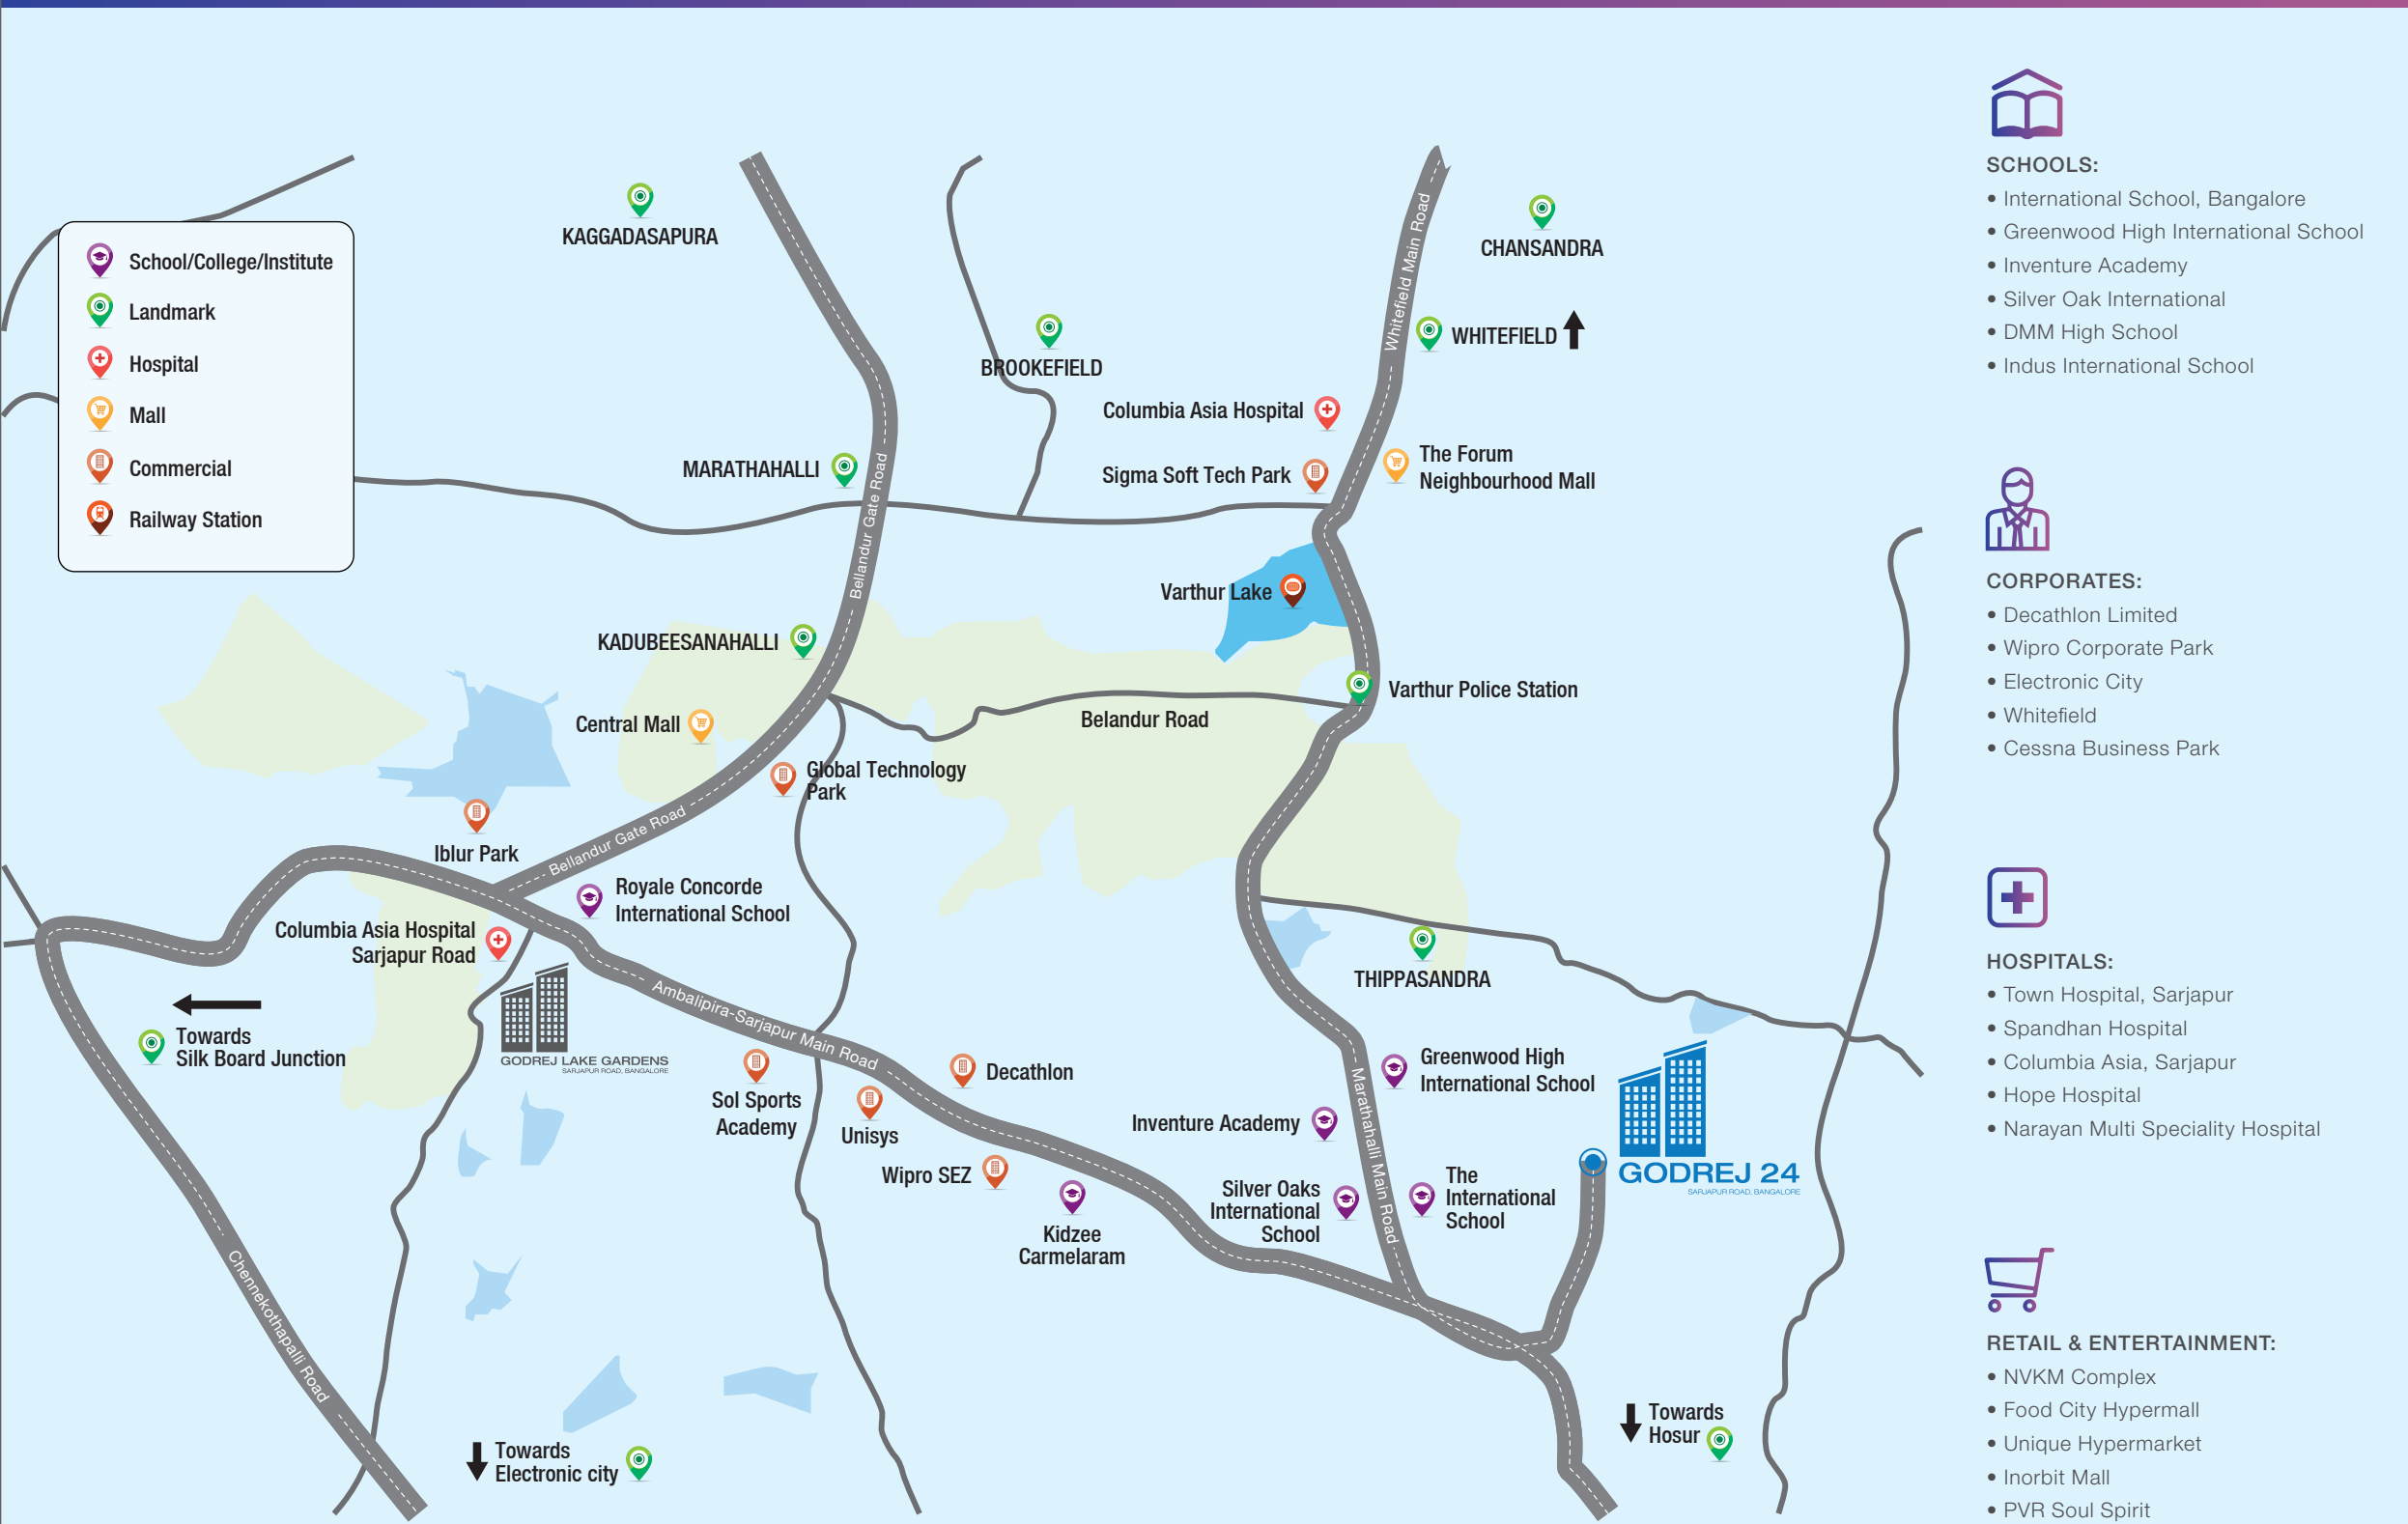 School/College/Institute
Landmark
Hospital
Mall
Commercial
Railway Station
KAGGADASAPURA
CHANSANDRA
Whitefield Main Road
WHITEFIELD
BROOKEFIELD
Columbia Asia Hospital
The Forum
Neighbourhood Mall
MARATHAHALLI
Sigma Soft Tech Park
Bellandur Gate Road
Varthur Lake
KADUBEESANAHALLI
Varthur Police Station
Belandur Road
Central Mall
Global Technology
Park
Bellandur Gate Road
Iblur Park
Royale Concorde
International School
Columbia Asia Hospital
Sarjapur Road
THIPPASANDRA
Ambalipira-Sarjapur Main Road
Towards
Silk Board Junction
GODREJ LAKE GARDENS
SARJAPUR ROAD, BANGALORE
Greenwood High
International School
Decathlon
Sol Sports
Academy
Unisys
Inventure Academy
Marathahalli Main Road
Wipro SEZ
Silver Oaks
International
School
The
International
School
GODREJ 24
SARJAPUR ROAD, BANGALORE
Kidzee
Carmelaram
Chennekothapalli Road
Towards
Hosur
Towards
Electronic city
SCHOOLS:
• International School, Bangalore
• Greenwood High International School
• Inventure Academy
• Silver Oak International
• DMM High School
• Indus International School
CORPORATES:
• Decathlon Limited
• Wipro Corporate Park
• Electronic City
• Whitefield
• Cessna Business Park
HOSPITALS:
• Town Hospital, Sarjapur
• Spandhan Hospital
• Columbia Asia, Sarjapur
• Hope Hospital
• Narayan Multi Speciality Hospital
RETAIL & ENTERTAINMENT:
• NVKM Complex
• Food City Hypermall
• Unique Hypermarket
• Inorbit Mall
• PVR Soul Spirit